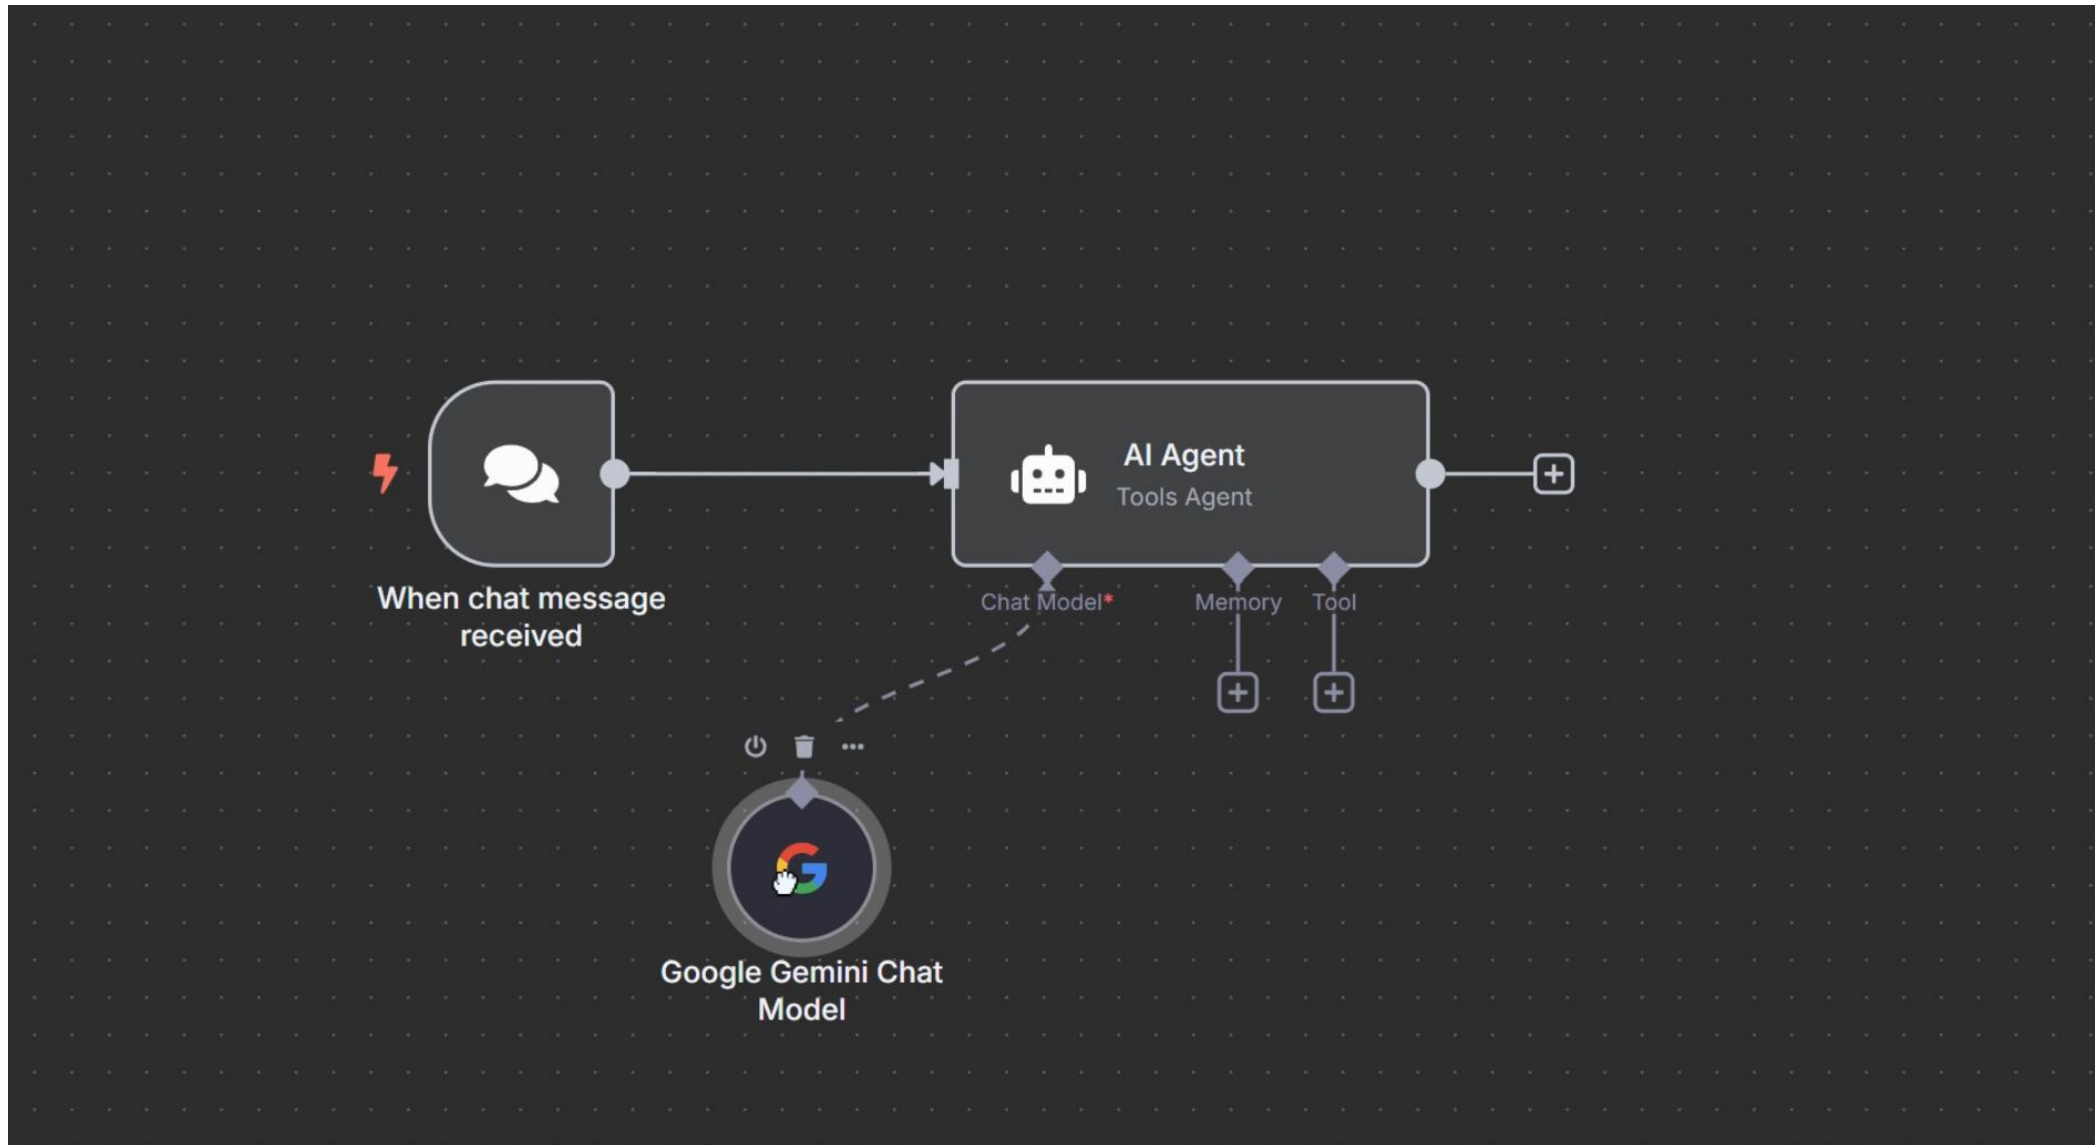 AI Agent
Tools Agent
When chat message
received
Chat Model*
Memory
Tool
Google Gemini Chat
Model